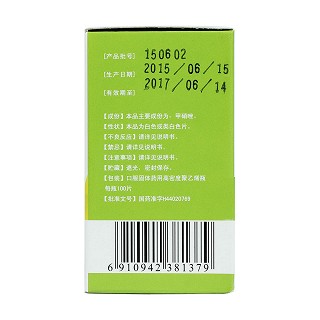 [产品批号] 150602
[生产日期] 2015/06/15
[有效期至] 2017/06/14
[成份] 本品主要成份为：甲硝唑。
[性状] 本品为白色或类白色片。
[不良反应] 请详见说明书。
[禁忌] 请详见说明书。
[注意事项] 请详见说明书。
[贮藏] 遮光，密封保存。
[包装] 口服固体药用高密度聚乙烯瓶
每瓶100片
[批准文号] 国药准字H44020769
6 910942 381379